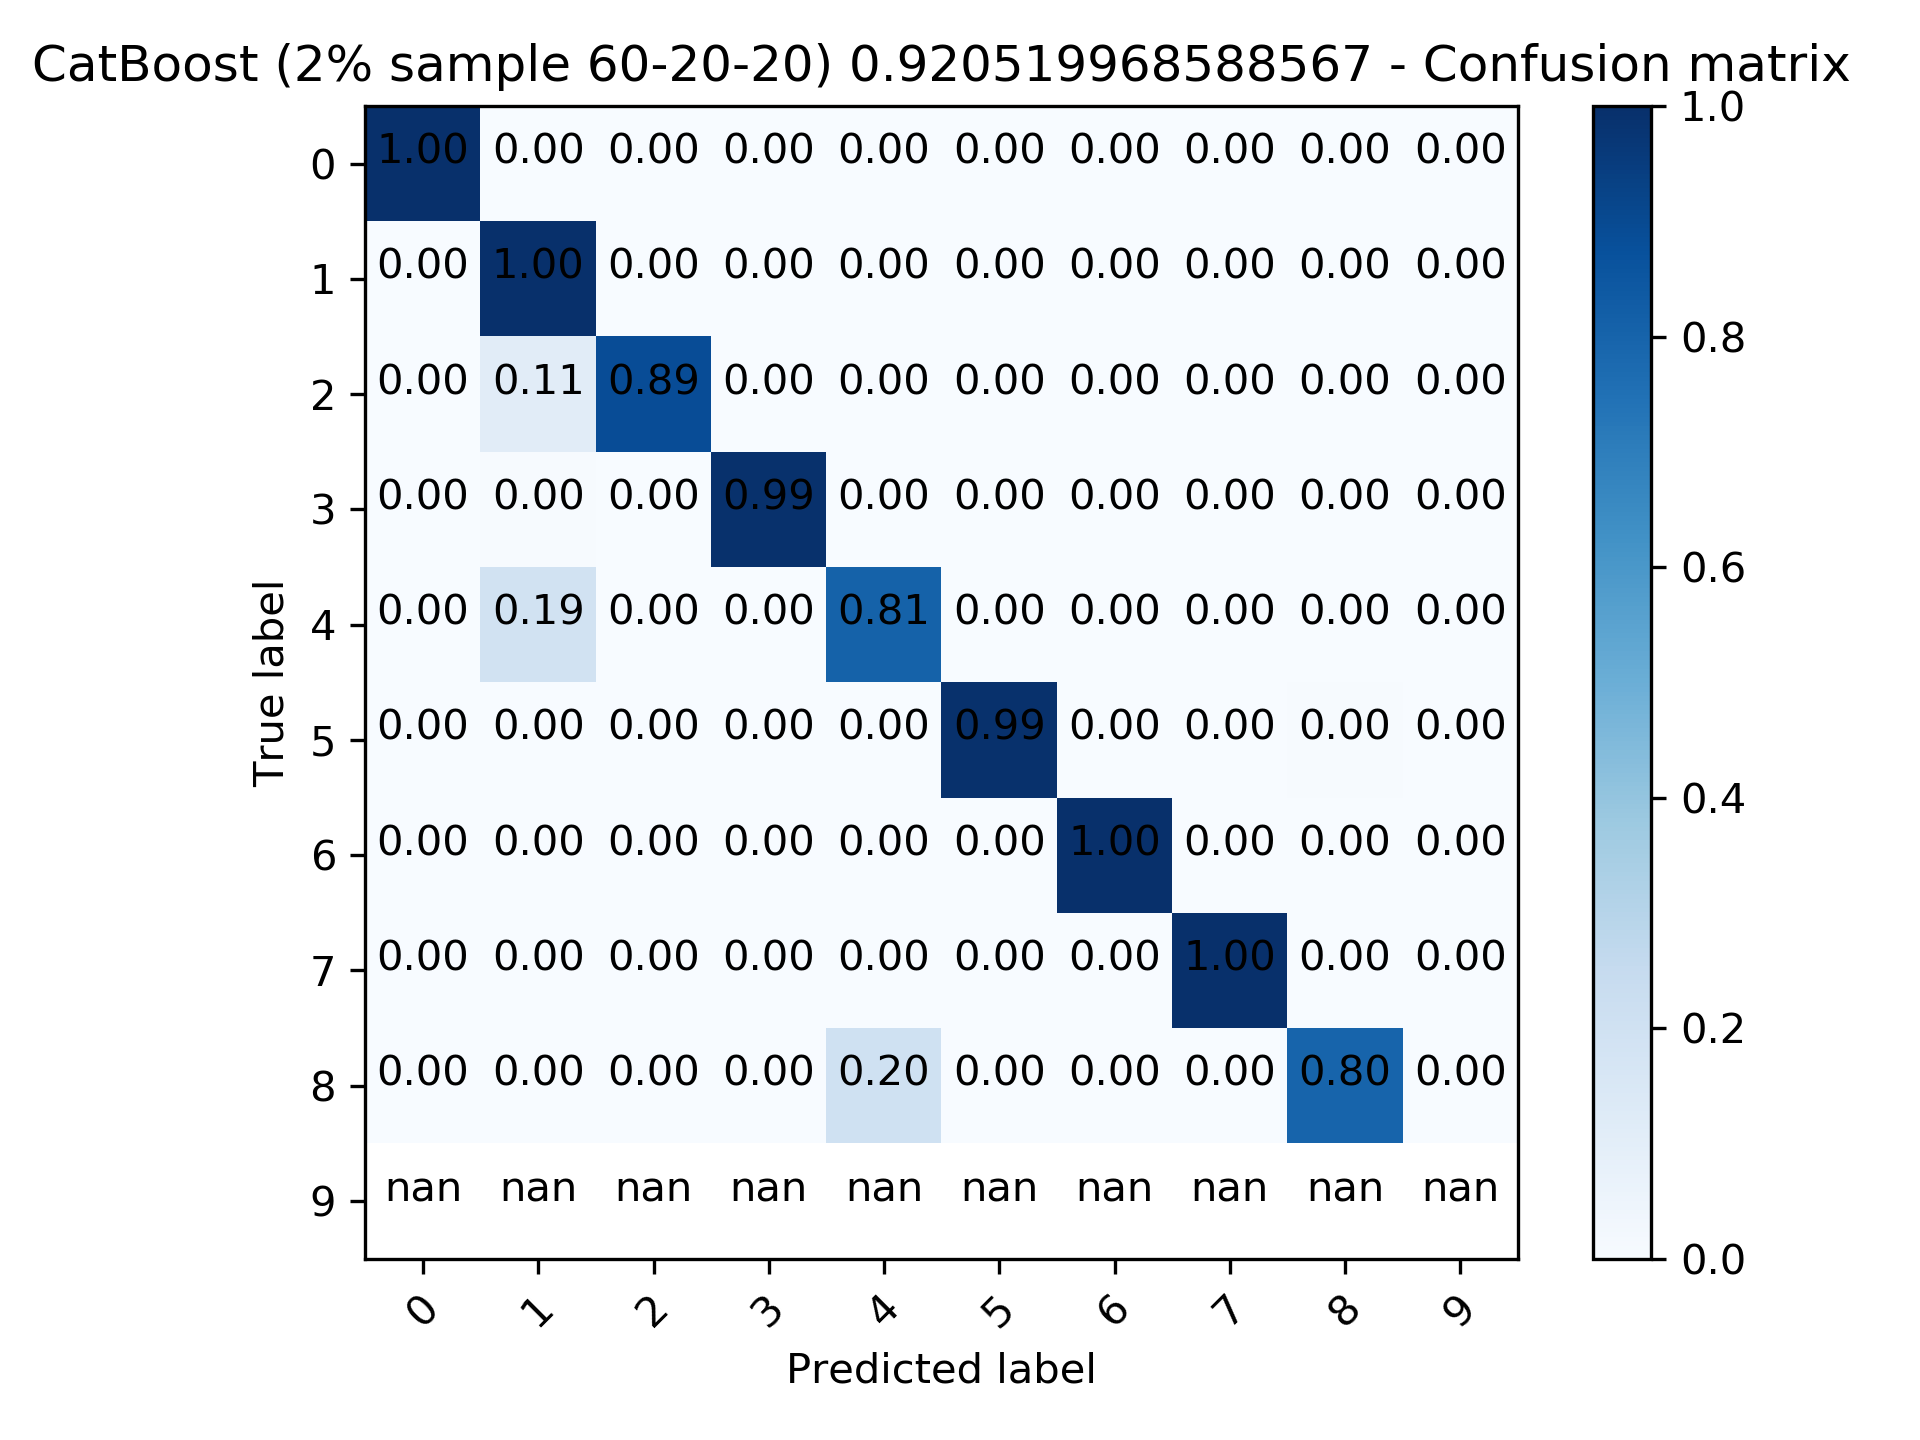 CatBoost (2% sample 60-20-20) 0.920519968588567 - Confusion matrix
True label
0 1.00 0.00 0.00 0.00 0.00 0.00 0.00 0.00 0.00 0.00
1 0.00 1.00 0.00 0.00 0.00 0.00 0.00 0.00 0.00 0.00
2 0.00 0.11 0.89 0.00 0.00 0.00 0.00 0.00 0.00 0.00
3 0.00 0.00 0.00 0.99 0.00 0.00 0.00 0.00 0.00 0.00
4 0.00 0.19 0.00 0.00 0.81 0.00 0.00 0.00 0.00 0.00
5 0.00 0.00 0.00 0.00 0.00 0.99 0.00 0.00 0.00 0.00
6 0.00 0.00 0.00 0.00 0.00 0.00 1.00 0.00 0.00 0.00
7 0.00 0.00 0.00 0.00 0.00 0.00 0.00 1.00 0.00 0.00
8 0.00 0.00 0.00 0.00 0.20 0.00 0.00 0.00 0.80 0.00
9 nan nan nan nan nan nan nan nan nan nan
0 1 2 3 4 5 6 7 8 9
Predicted label
1.0
0.8
0.6
0.4
0.2
0.0